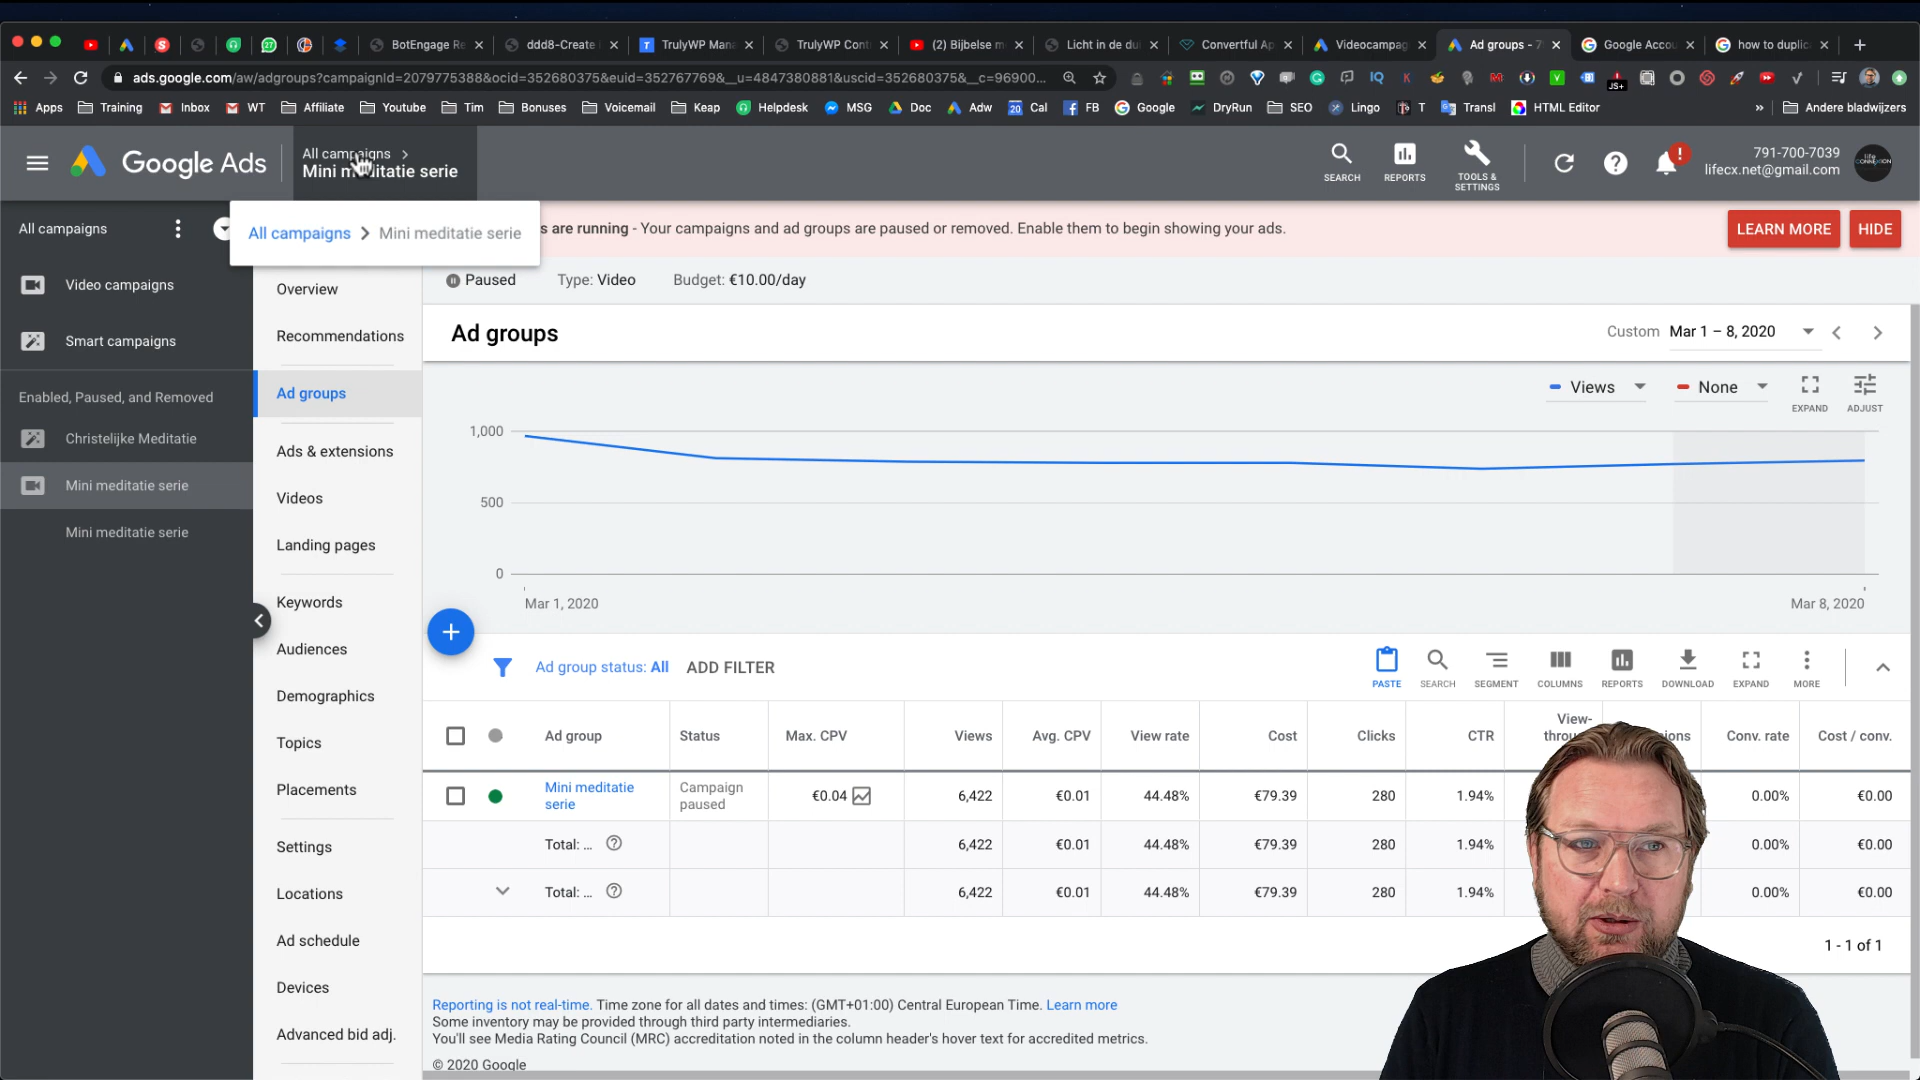 BotEngage Re
ddd8-Create
TrulyWP Man
TrulyWP Con
(2) Bijbelse m
Licht in de du
Convertful Ap
Videocampag
Ad groups - 7
Google Accou
how to duplic
ads.google.com/aw/adgroups?campaignId=2079775388&ocid=352680375&euid=352767769&__u=4847380881&uscid=352680375&__c=96900...
Apps
Training
Inbox
WT
Affiliate
Youtube
Tim
Bonuses
Voicemail
Keap
Helpdesk
MSG
Doc
Adw
Cal
FB
Google
DryRun
SEO
Lingo
T
Transl
HTML Editor
»
Andere bladwijzers
Google Ads
All campaigns >
Mini meditatie serie
SEARCH
REPORTS
TOOLS &
SETTINGS
791-700-7039
lifecx.net@gmail.com
All campaigns
All campaigns > Mini meditatie serie
s are running - Your campaigns and ad groups are paused or removed. Enable them to begin showing your ads.
LEARN MORE
HIDE
Video campaigns
Smart campaigns
Enabled, Paused, and Removed
Christelijke Meditatie
Mini meditatie serie
Mini meditatie serie
Overview
Recommendations
Ad groups
Ads & extensions
Videos
Landing pages
Keywords
Audiences
Demographics
Topics
Placements
Settings
Locations
Ad schedule
Devices
Advanced bid adj.
Paused
Type: Video
Budget: €10.00/day
Ad groups
Custom Mar 1 – 8, 2020
Views
None
EXPAND
ADJUST
1,000
500
0
Mar 1, 2020
Mar 8, 2020
Ad group status: All
ADD FILTER
PASTE
SEARCH
SEGMENT
COLUMNS
REPORTS
DOWNLOAD
EXPAND
MORE
Ad group
Status
Max. CPV
Views
Avg. CPV
View rate
Cost
Clicks
CTR
View-
Conv. rate
Cost / conv.
Mini meditatie
serie
Campaign
paused
€0.04
6,422
€0.01
44.48%
€79.39
280
1.94%
0.00%
€0.00
Total: ...
6,422
€0.01
44.48%
€79.39
280
1.94%
0.00%
€0.00
Total: ...
6,422
€0.01
44.48%
€79.39
280
1.94%
0.00%
€0.00
1 - 1 of 1
Reporting is not real-time. Time zone for all dates and times: (GMT+01:00) Central European Time. Learn more
Some inventory may be provided through third party intermediaries.
You'll see Media Rating Council (MRC) accreditation noted in the column header's hover text for accredited metrics.
© 2020 Google